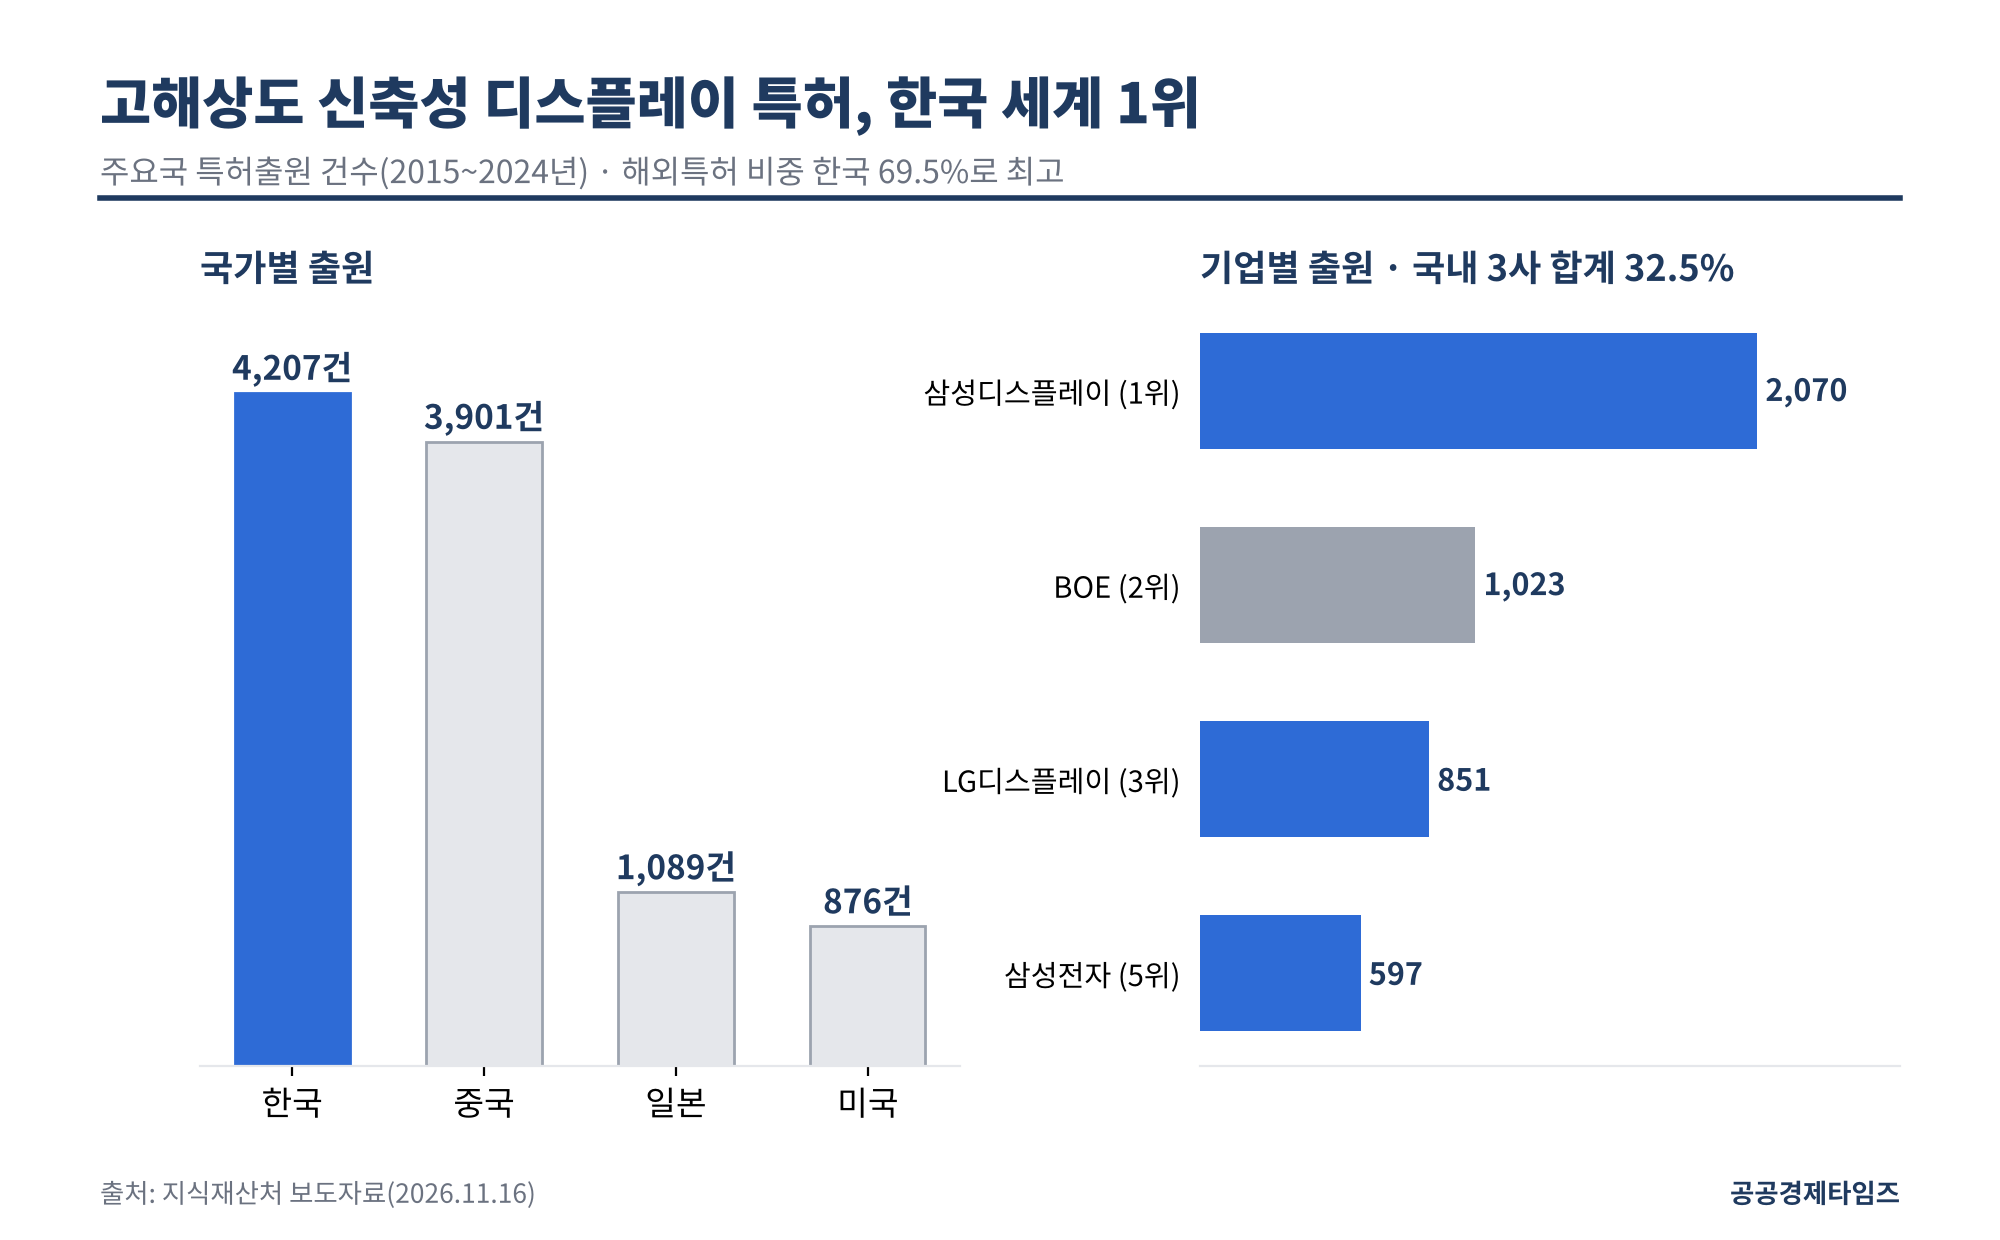 고해상도 신축성 디스플레이 특허, 한국 세계 1위
주요국 특허출원 건수(2015~2024년) · 해외특허 비중 한국 69.5%로 최고
국가별 출원
4,207건
3,901건
1,089건
876건
한국
중국
일본
미국
기업별 출원 · 국내 3사 합계 32.5%
삼성디스플레이 (1위)
2,070
BOE (2위)
1,023
LG디스플레이 (3위)
851
삼성전자 (5위)
597
출처: 지식재산처 보도자료(2026.11.16)
공공경제타임즈